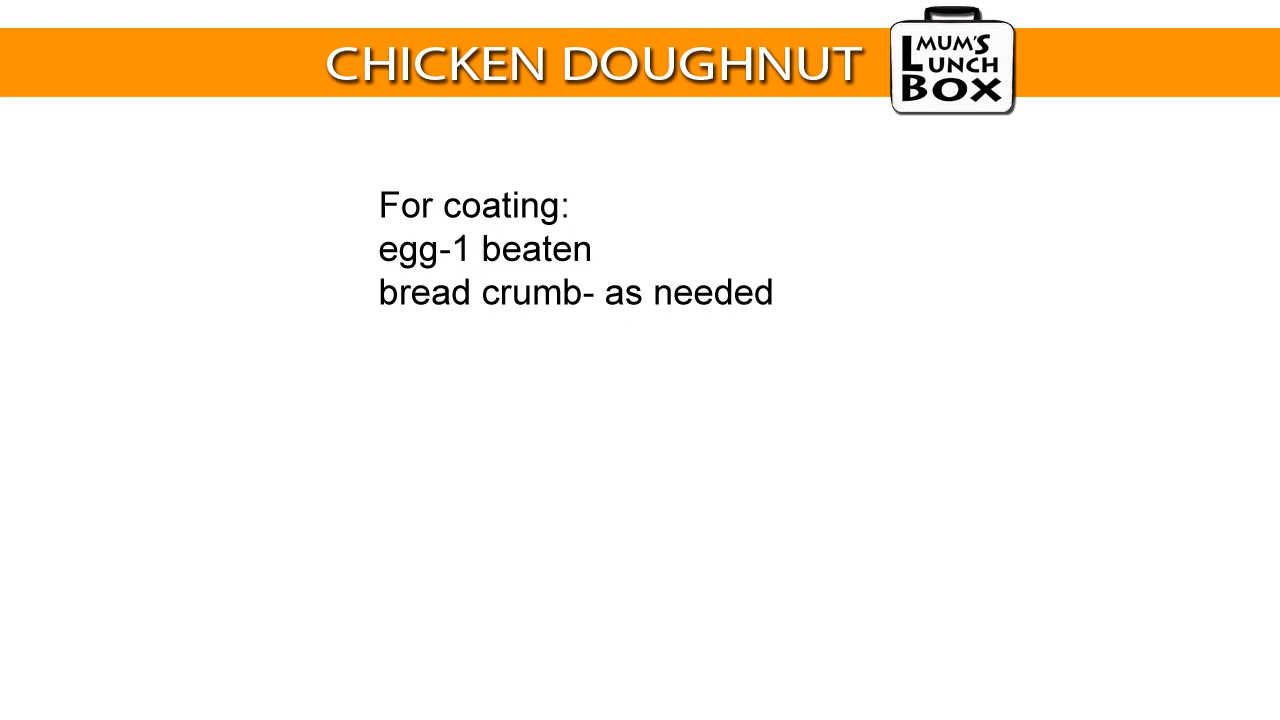 CHICKEN DOUGHNUT
MUM'S
LUNCH
BOX
For coating:
egg-1 beaten
bread crumb- as needed